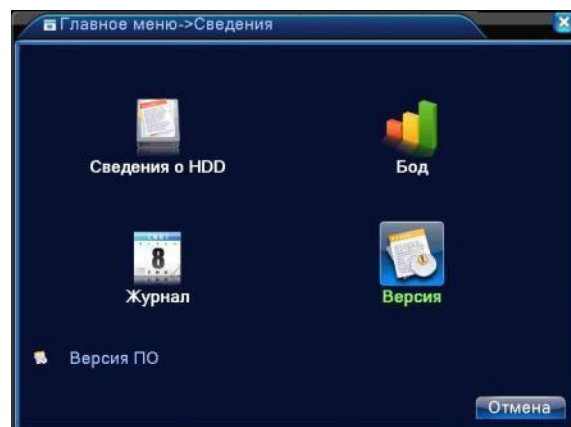 Главное меню->Сведения
Сведения о HDD
Бод
8
Журнал
Версия
Версия ПО
Отмена